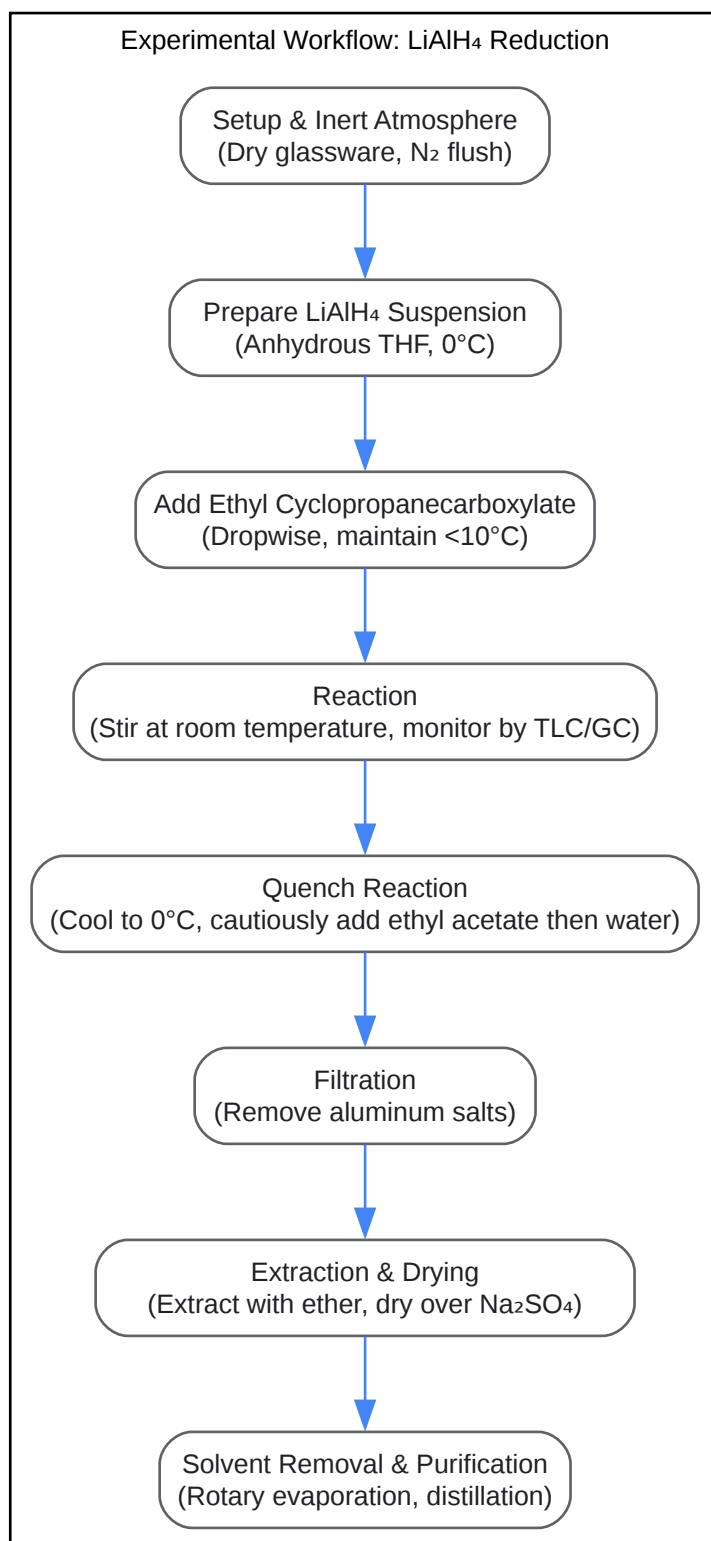 Experimental Workflow: LiAlH₄ Reduction
Setup & Inert Atmosphere
(Dry glassware, N₂ flush)
Prepare LiAlH₄ Suspension
(Anhydrous THF, 0°C)
Add Ethyl Cyclopropanecarboxylate
(Dropwise, maintain <10°C)
Reaction
(Stir at room temperature, monitor by TLC/GC)
Quench Reaction
(Cool to 0°C, cautiously add ethyl acetate then water)
Filtration
(Remove aluminum salts)
Extraction & Drying
(Extract with ether, dry over Na₂SO₄)
Solvent Removal & Purification
(Rotary evaporation, distillation)